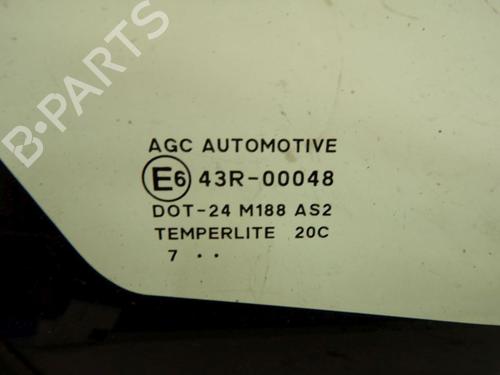 B-PARTS
AGC AUTOMOTIVE
E6 43R-00048
DOT-24 M188 AS2
TEMPERLITE 20C
7 . .